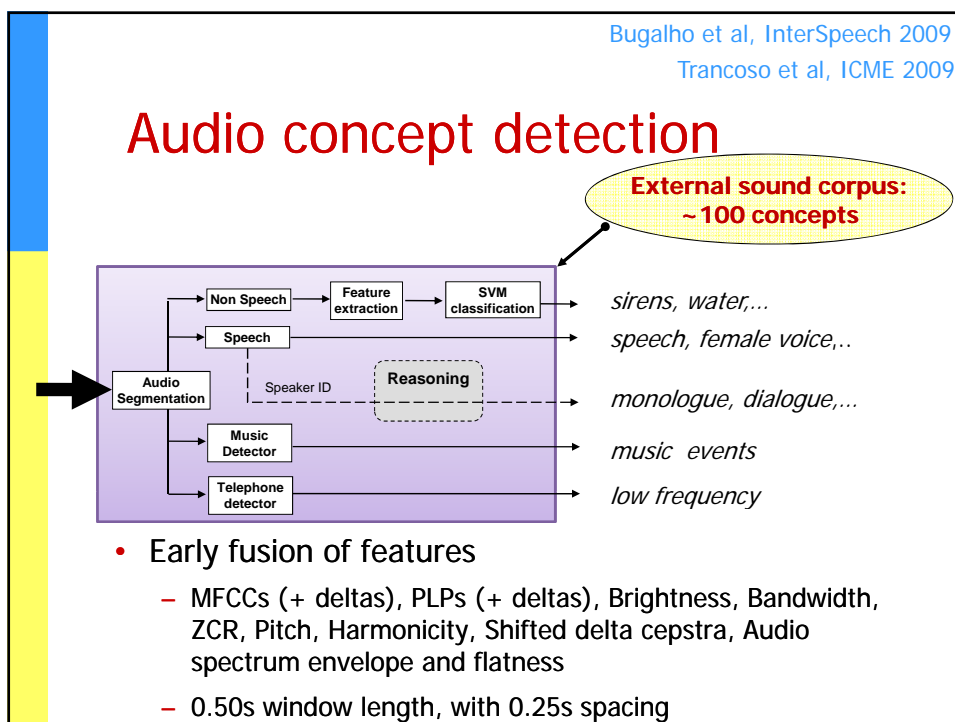 Bugalho et al, InterSpeech 2009
Trancoso et al, ICME 2009
Audio concept detection
External sound corpus:
~100 concepts
Non Speech
Feature
extraction
SVM
classification
sirens, water,...
Speech
speech, female voice,..
Audio
Segmentation
Speaker ID
Reasoning
monologue, dialogue,...
Music
Detector
music events
Telephone
detector
low frequency
• Early fusion of features
– MFCCs (+ deltas), PLPs (+ deltas), Brightness, Bandwidth,
ZCR, Pitch, Harmonicity, Shifted delta cepstra, Audio
spectrum envelope and flatness
– 0.50s window length, with 0.25s spacing